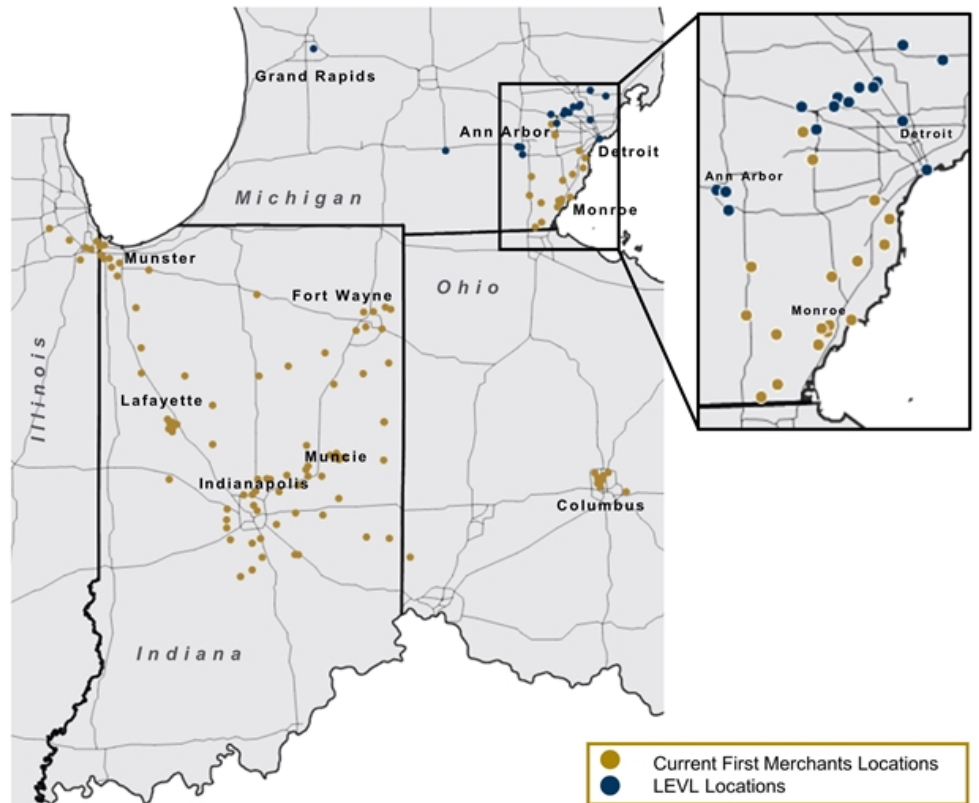 Grand Rapids
Ann Arbor
Detroit
Michigan
Monroe
Munster
Fort Wayne
Ohio
Illinois
Lafayette
Muncie
Indianapolis
Columbus
Indiana
Detroit
Ann Arbor
Monroe
Current First Merchants Locations
LEVL Locations